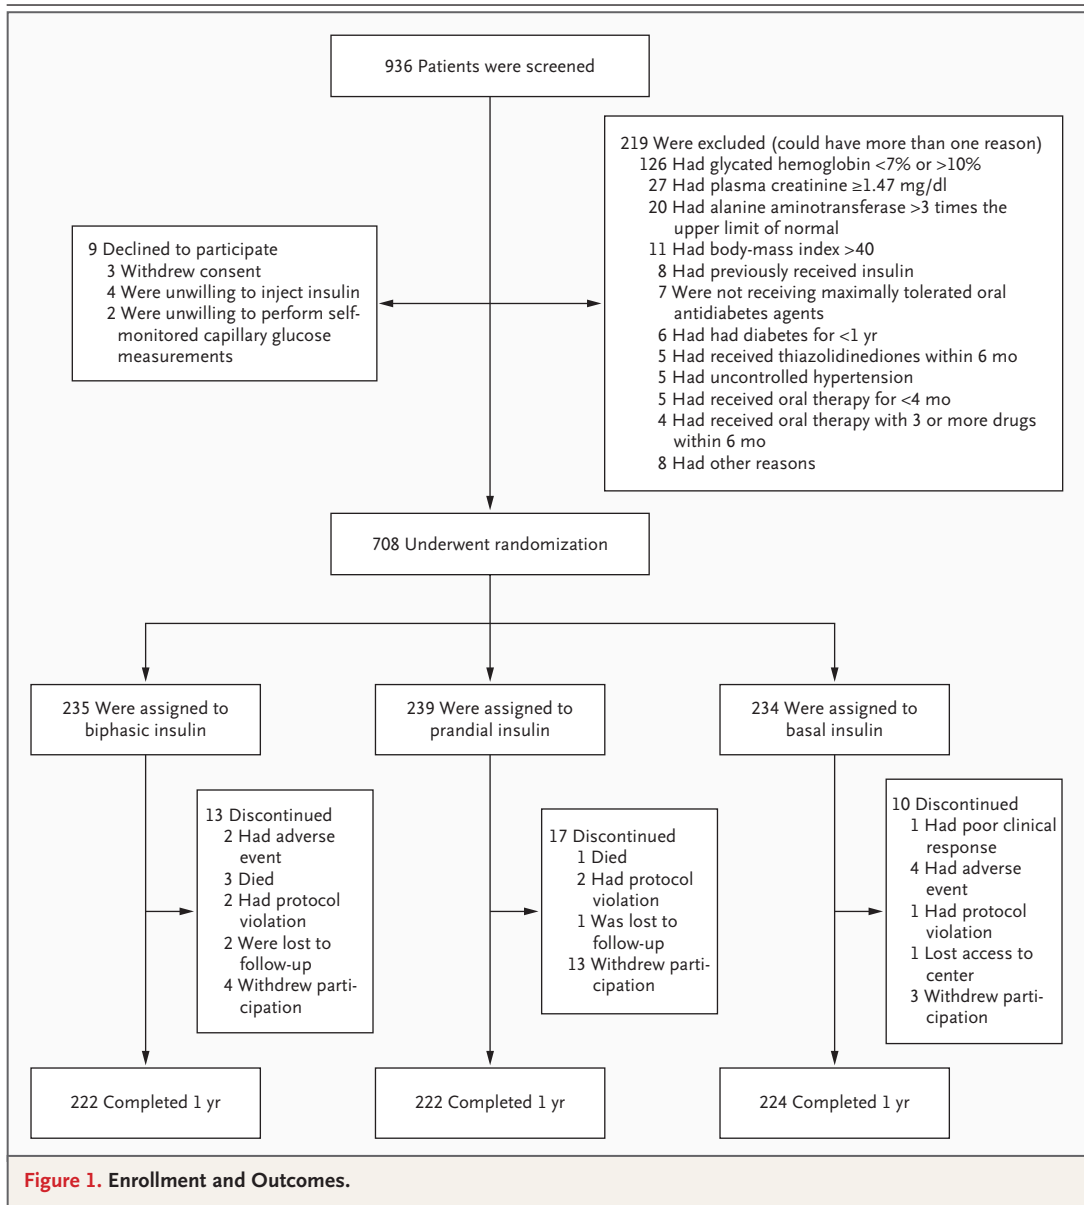 936 Patients were screened
219 Were excluded (could have more than one reason)
126 Had glycated hemoglobin <7% or >10%
27 Had plasma creatinine ≥1.47 mg/dl
20 Had alanine aminotransferase >3 times the
upper limit of normal
11 Had body-mass index >40
8 Had previously received insulin
7 Were not receiving maximally tolerated oral
antidiabetes agents
6 Had had diabetes for <1 yr
5 Had received thiazolidinediones within 6 mo
5 Had uncontrolled hypertension
5 Had received oral therapy for <4 mo
4 Had received oral therapy with 3 or more drugs
within 6 mo
8 Had other reasons
9 Declined to participate
3 Withdrew consent
4 Were unwilling to inject insulin
2 Were unwilling to perform self-
monitored capillary glucose
measurements
708 Underwent randomization
235 Were assigned to
biphasic insulin
239 Were assigned to
prandial insulin
234 Were assigned to
basal insulin
13 Discontinued
2 Had adverse
event
3 Died
2 Had protocol
violation
2 Were lost to
follow-up
4 Withdrew parti-
cipation
17 Discontinued
1 Died
2 Had protocol
violation
1 Was lost to
follow-up
13 Withdrew parti-
cipation
10 Discontinued
1 Had poor clinical
response
4 Had adverse
event
1 Had protocol
violation
1 Lost access to
center
3 Withdrew parti-
cipation
222 Completed 1 yr
222 Completed 1 yr
224 Completed 1 yr
Figure 1. Enrollment and Outcomes.